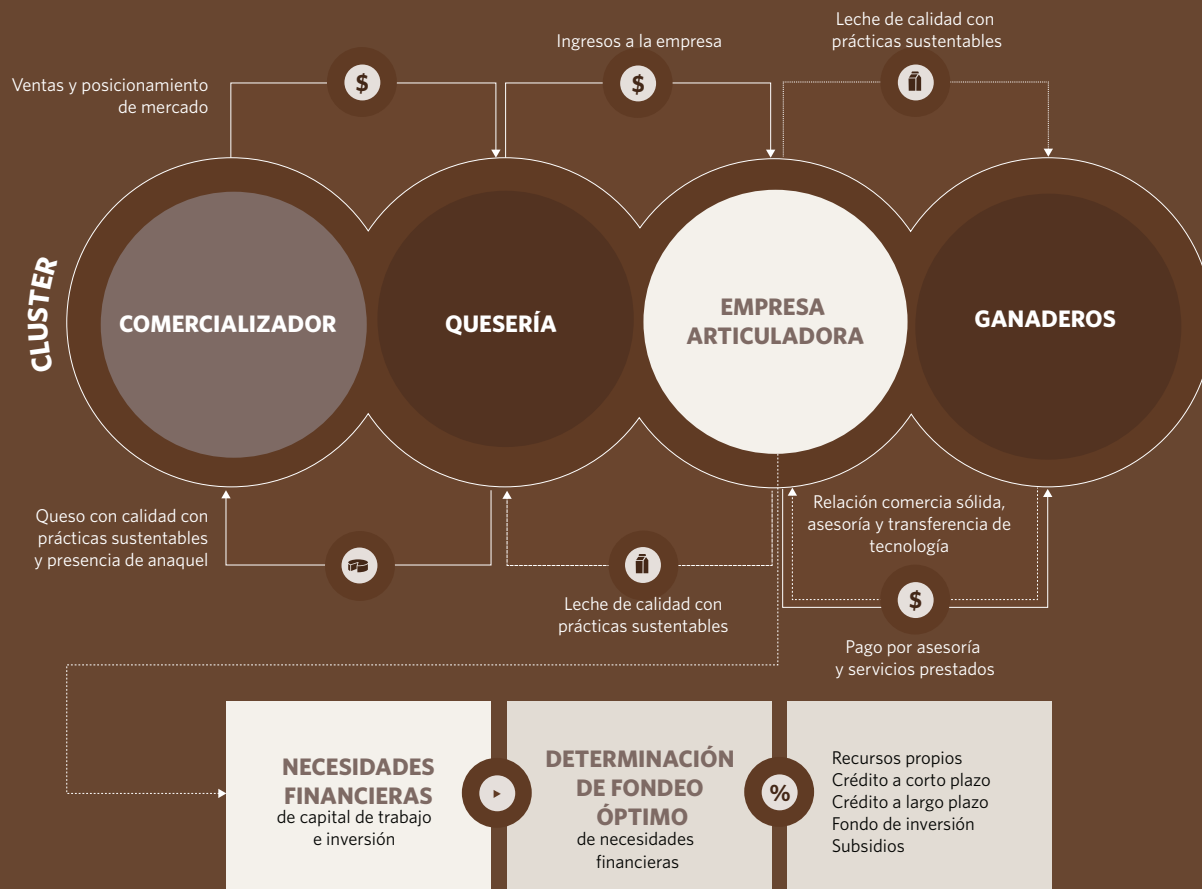 Leche de calidad con
prácticas sustentables
Ingresos a la empresa
Ventas y posicionamiento
de mercado
$
$
CLUSTER
COMERCIALIZADOR
QUESERÍA
EMPRESA
ARTICULADORA
GANADEROS
Queso con calidad con
prácticas sustentables
y presencia de anaquel
Leche de calidad con
prácticas sustentables
Relación comercia sólida,
asesoría y transferencia de
tecnología
$
Pago por asesoría
y servicios prestados
NECESIDADES
FINANCIERAS
de capital de trabajo
e inversión
DETERMINACIÓN
DE FONDEO
ÓPTIMO
de necesidades
financieras
%
Recursos propios
Crédito a corto plazo
Crédito a largo plazo
Fondo de inversión
Subsidios